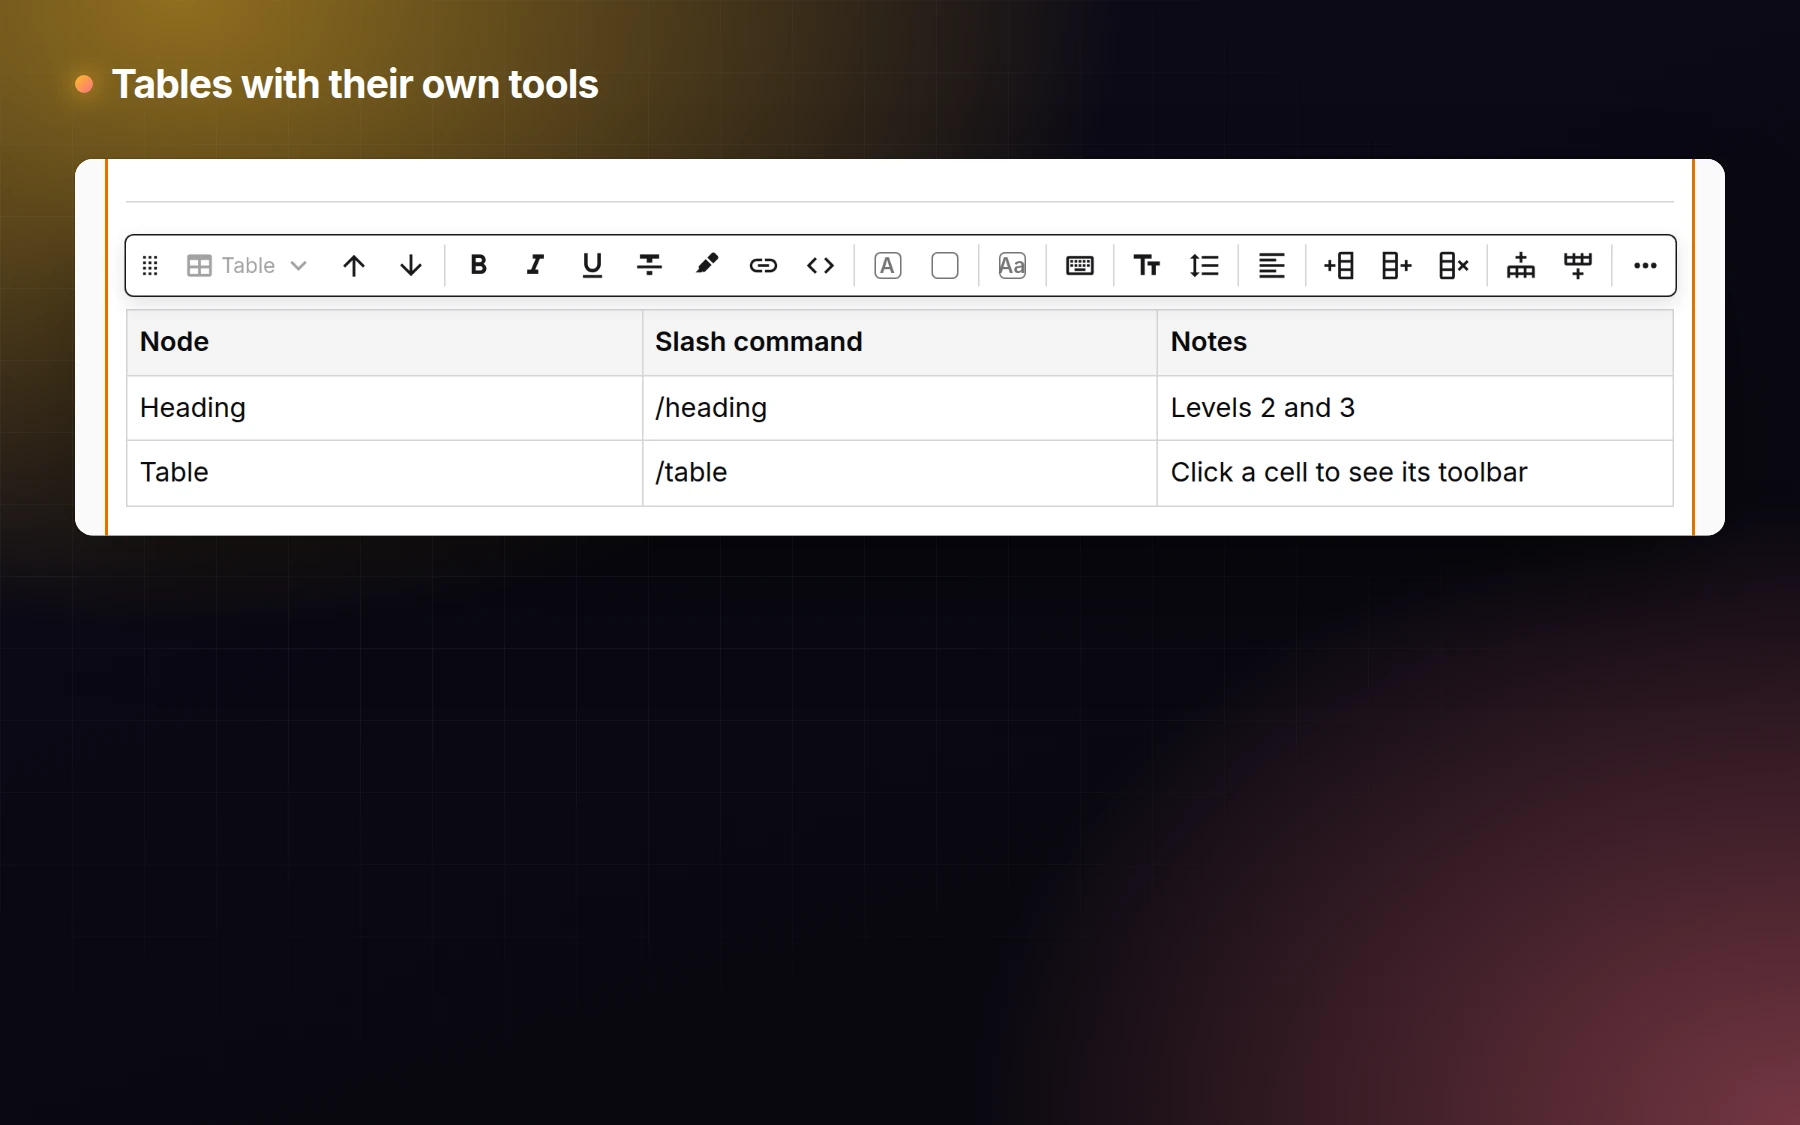 Tables with their own tools
Table
B I U T A Aa Tt
Node Slash command Notes
Heading /heading Levels 2 and 3
Table /table Click a cell to see its toolbar